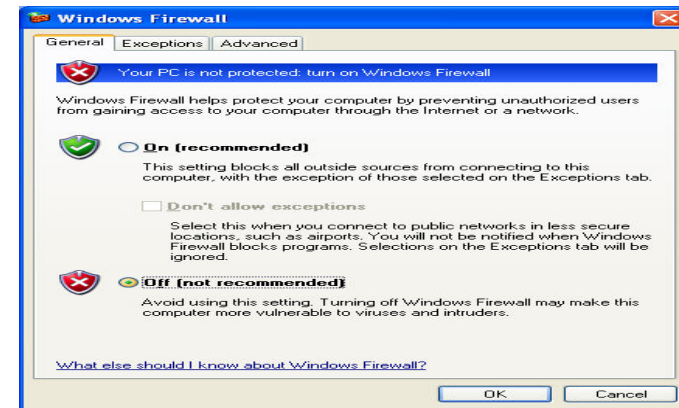 Windows Firewall
General Exceptions Advanced
Your PC is not protected: turn on Windows Firewall
Windows Firewall helps protect your computer by preventing unauthorized users
from gaining access to your computer through the Internet or a network.
On (recommended)
This setting blocks all outside sources from connecting to this
computer, with the exception of those selected on the Exceptions tab.
Don't allow exceptions
Select this when you connect to public networks in less secure
locations, such as airports. You will not be notified when Windows
Firewall blocks programs. Selections on the Exceptions tab will be
ignored.
Off (not recommended)
Avoid using this setting. Turning off Windows Firewall may make this
computer more vulnerable to viruses and intruders.
What else should I know about Windows Firewall?
OK Cancel